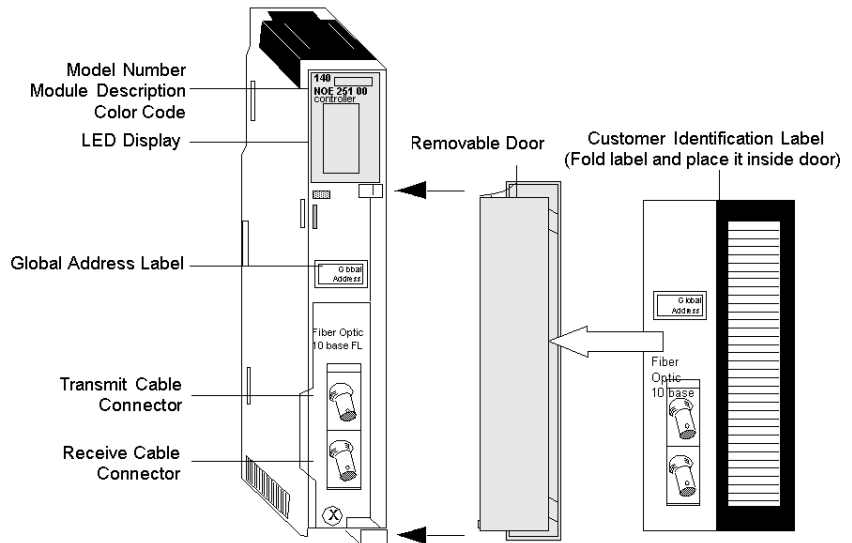 Model Number
Module Description
Color Code
LED Display
Global Address Label
Transmit Cable
Connector
Receive Cable
Connector
140
NOE 251 00
controller
Global
Address
Fiber Optic
10 base FL
X
Removable Door
Customer Identification Label
(Fold label and place it inside door)
Global
Address
Fiber
Optic
10 base